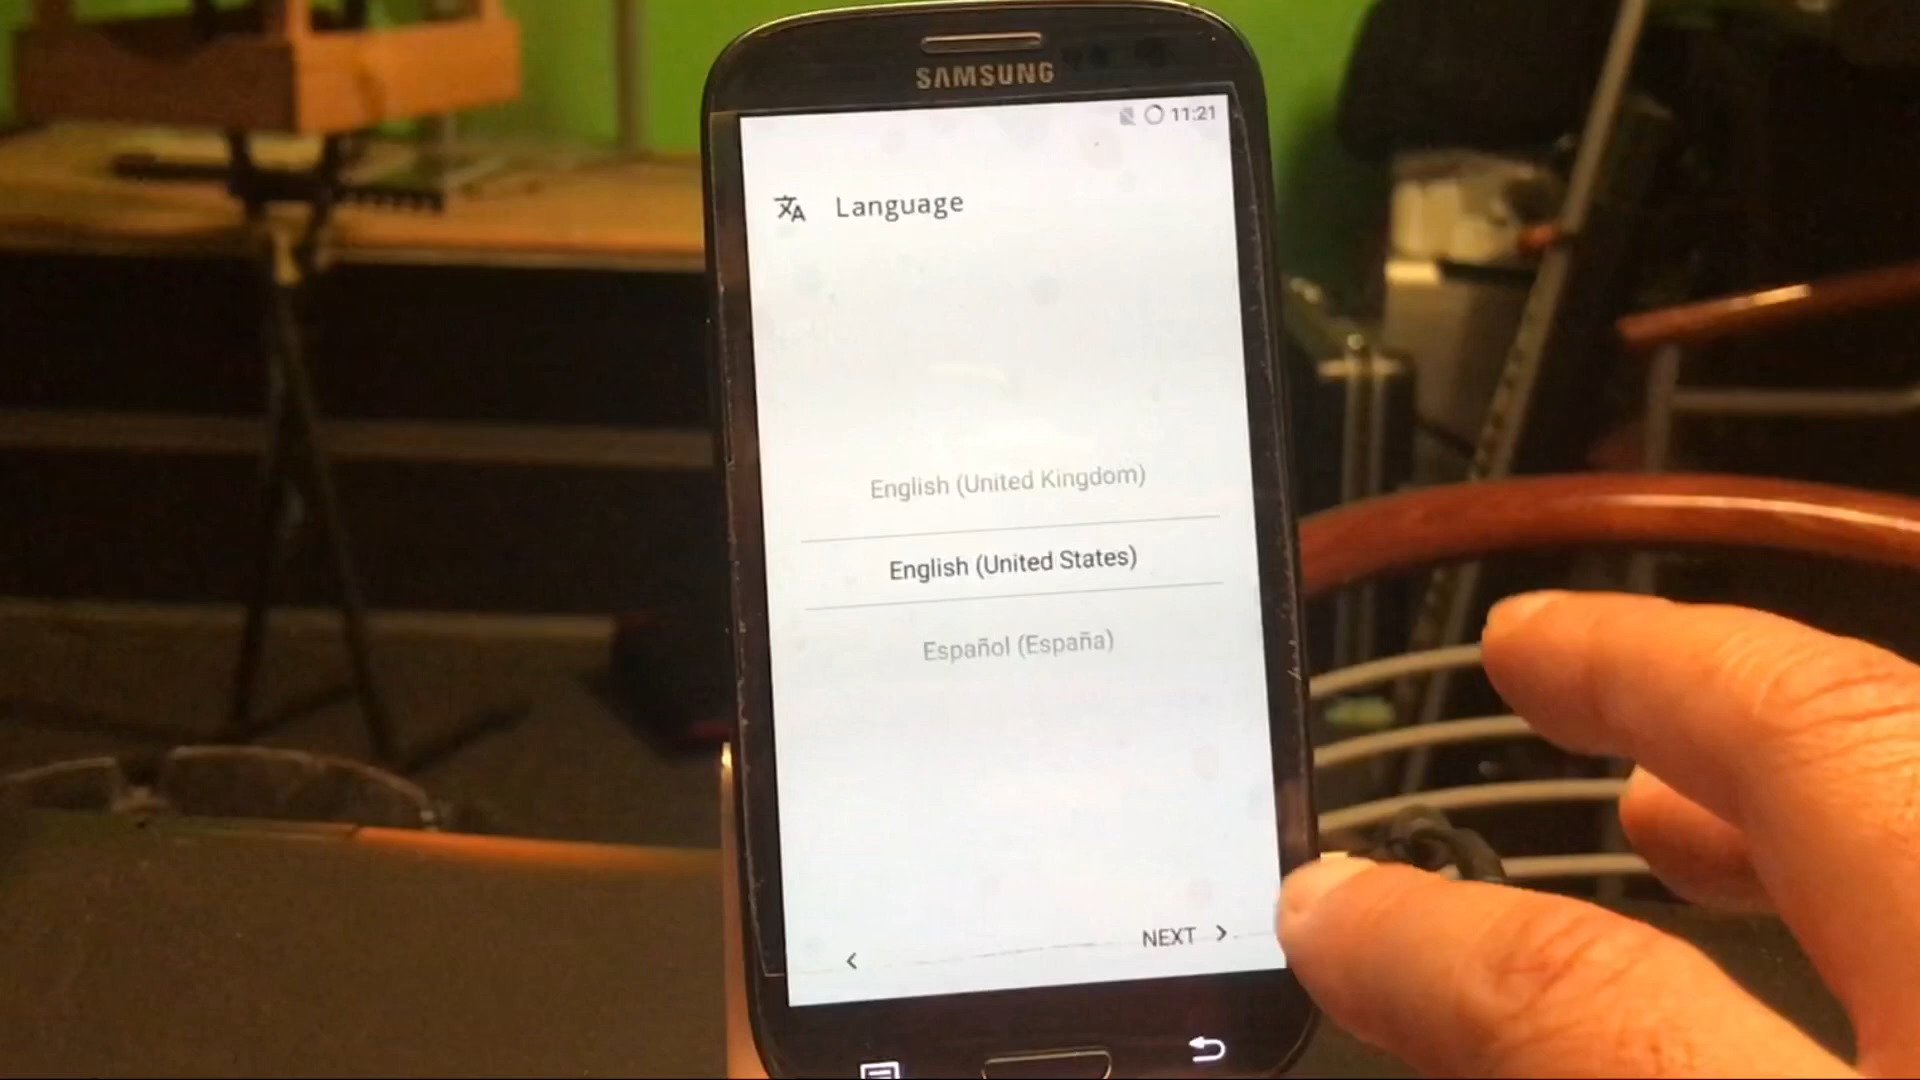 SAMSUNG
11:21
Language
English (United Kingdom)
English (United States)
Español (España)
NEXT